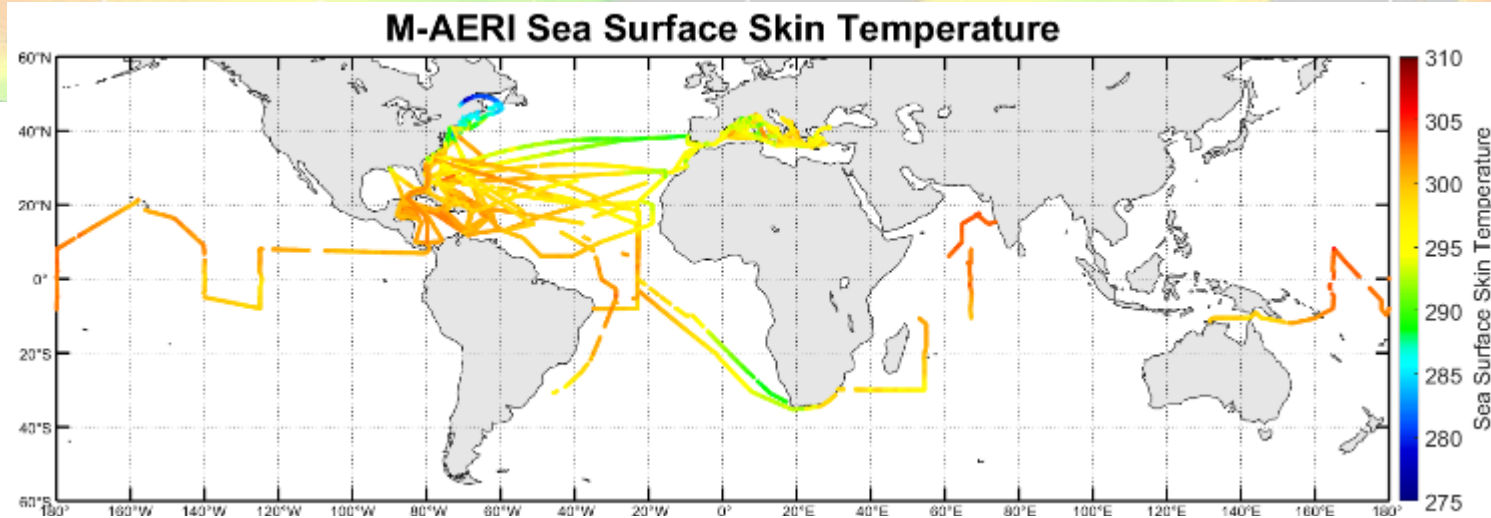 M-AERI Sea Surface Skin Temperature
60°N
40°N
20°N
0°
20°S
40°S
60°S
180°
160°W
140°W
120°W
100°W
80°W
60°W
40°W
20°W
0°
20°E
40°E
60°E
80°E
100°E
120°E
140°E
160°E
180°
310
305
300
295
290
285
280
275
Sea Surface Skin Temperature